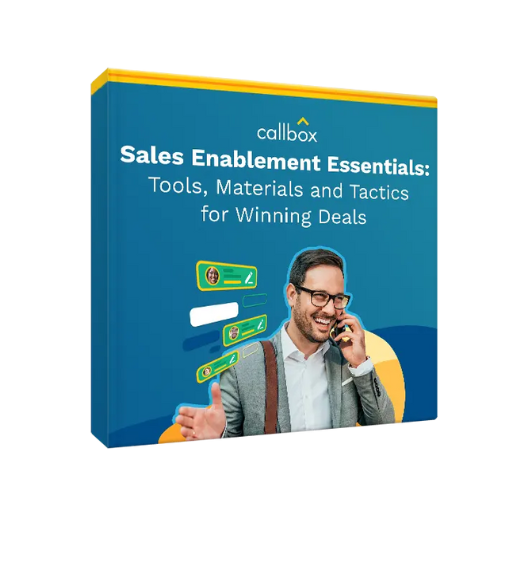 callbox
Sales Enablement Essentials:
Tools, Materials and Tactics
for Winning Deals